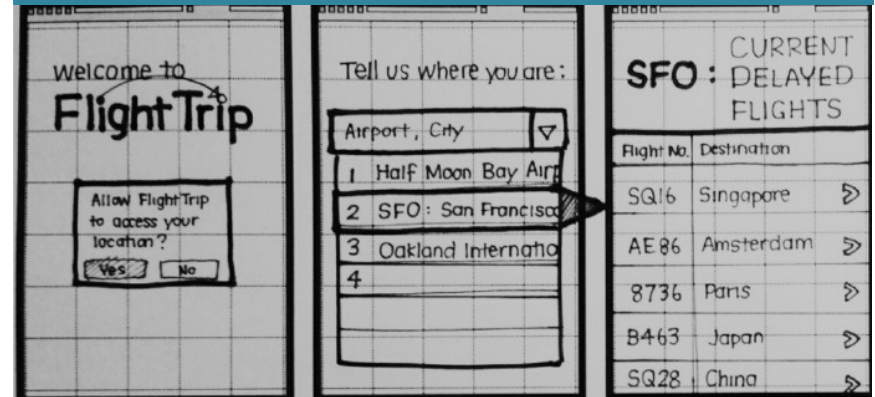 Welcome to
FlightTrip
Allow FlightTrip
to access your
location?
Yes No
Tell us where you are:
Airport, City
1 Half Moon Bay Airp
2 SFO: San Francisco
3 Oakland Internatio
4
SFO: CURRENT
DELAYED
FLIGHTS
Flight No. Destination
SQ16 Singapore
AE86 Amsterdam
8736 Paris
B463 Japan
SQ28 China